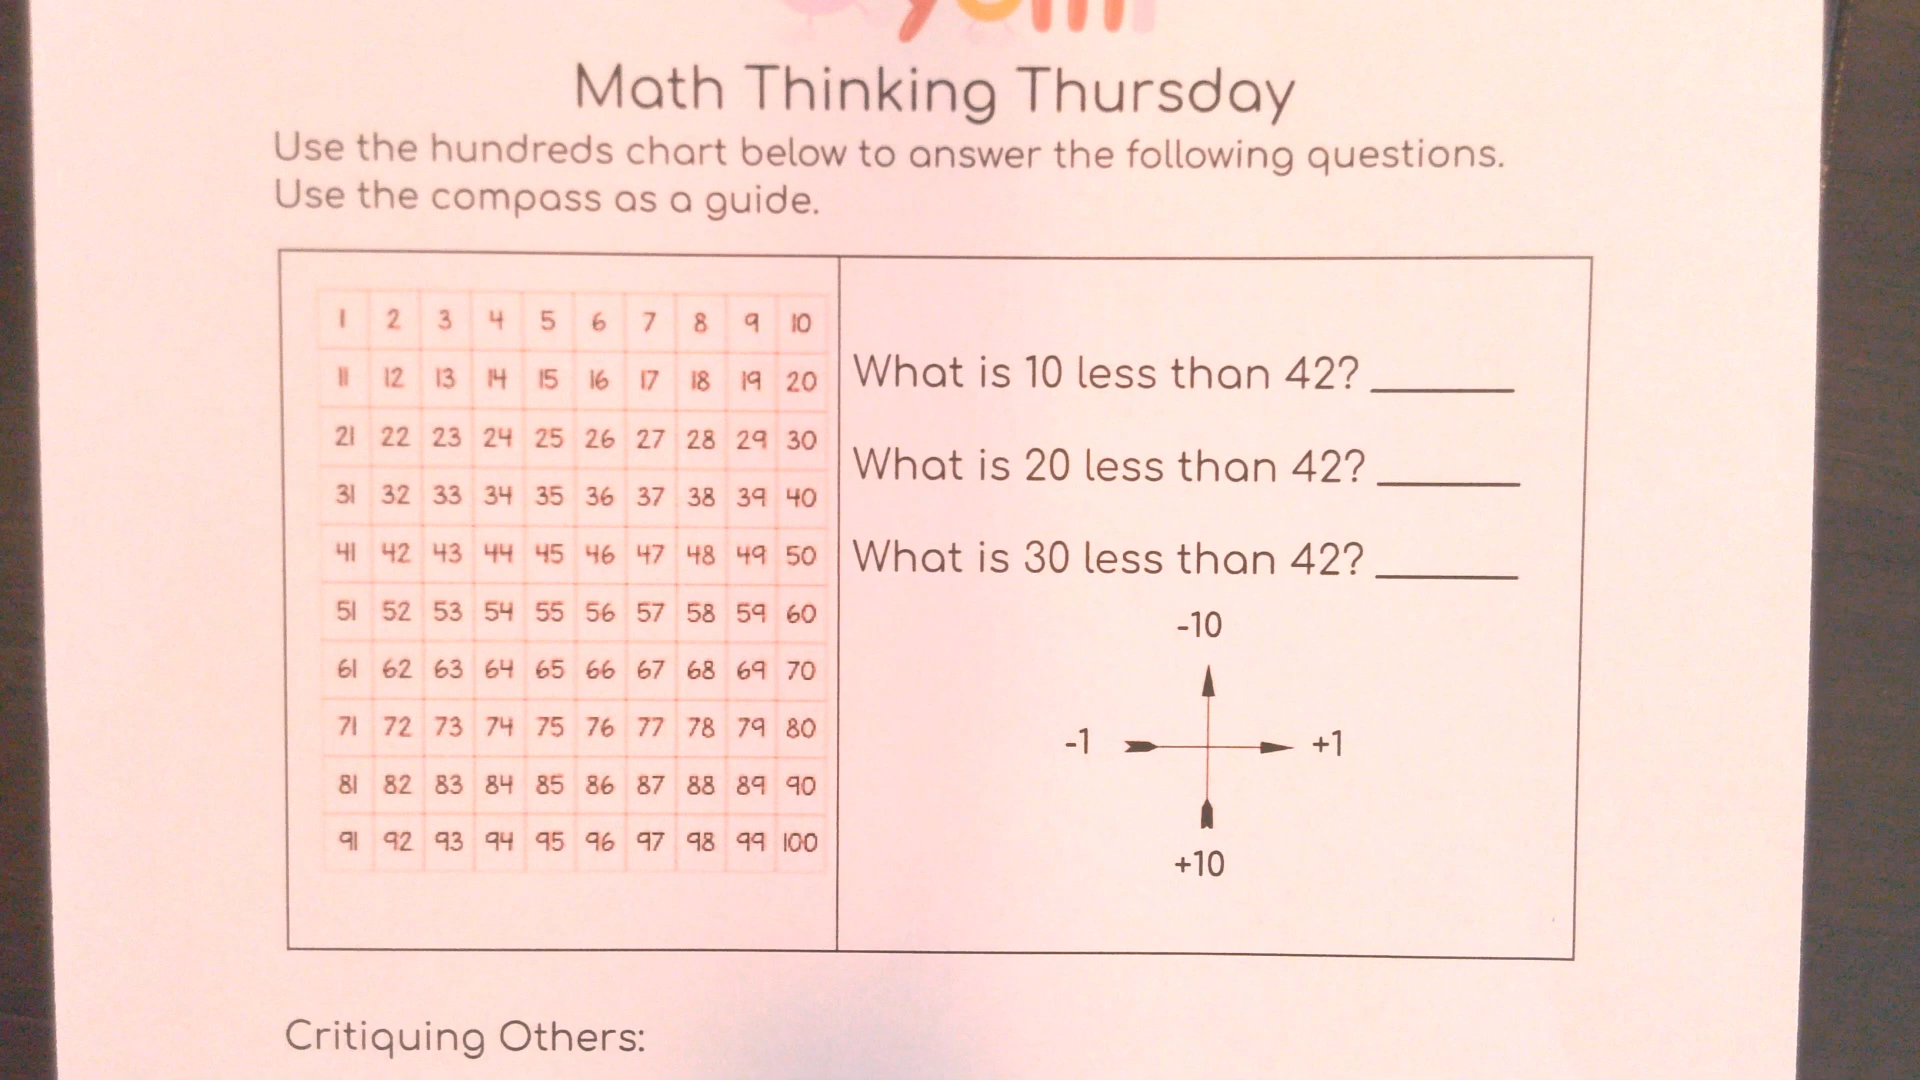 Math Thinking Thursday
Use the hundreds chart below to answer the following questions.
Use the compass as a guide.
1 2 3 4 5 6 7 8 9 10
11 12 13 14 15 16 17 18 19 20
21 22 23 24 25 26 27 28 29 30
31 32 33 34 35 36 37 38 39 40
41 42 43 44 45 46 47 48 49 50
51 52 53 54 55 56 57 58 59 60
61 62 63 64 65 66 67 68 69 70
71 72 73 74 75 76 77 78 79 80
81 82 83 84 85 86 87 88 89 90
91 92 93 94 95 96 97 98 99 100
What is 10 less than 42? ______
What is 20 less than 42? ______
What is 30 less than 42? ______
-10
-1 +1
+10
Critiquing Others: